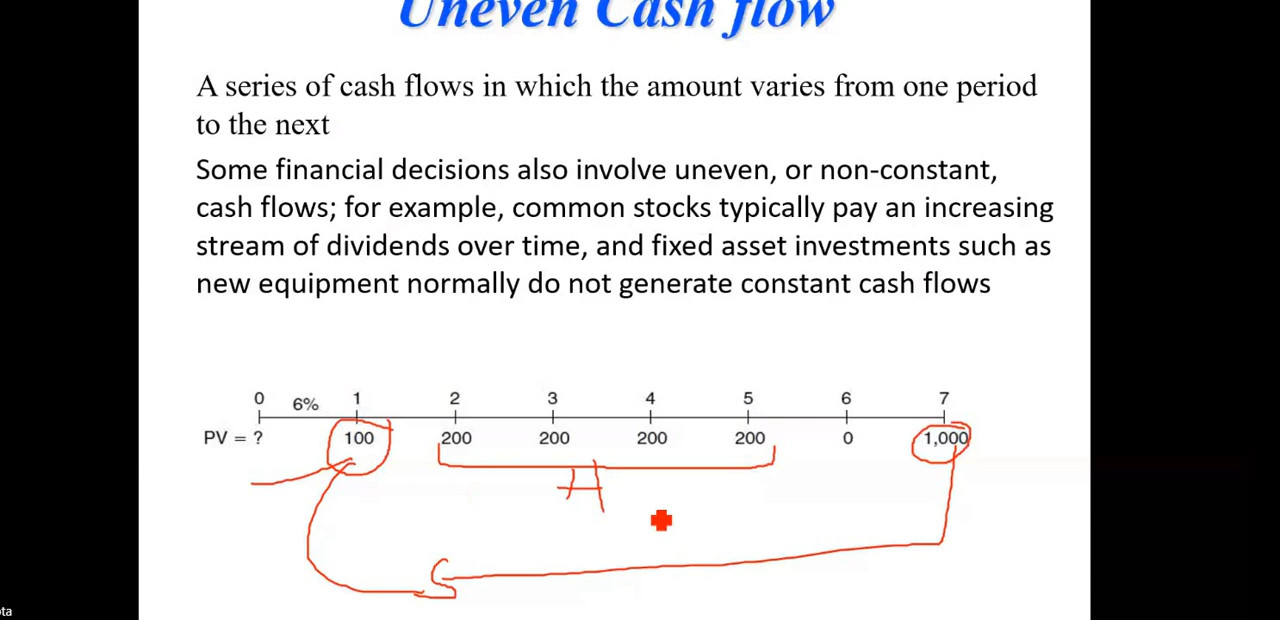 Uneven Cash flow
A series of cash flows in which the amount varies from one period
to the next
Some financial decisions also involve uneven, or non-constant,
cash flows; for example, common stocks typically pay an increasing
stream of dividends over time, and fixed asset investments such as
new equipment normally do not generate constant cash flows
0 6% 1 2 3 4 5 6 7
PV = ? 100 200 200 200 200 0 1,000
A
S
ota